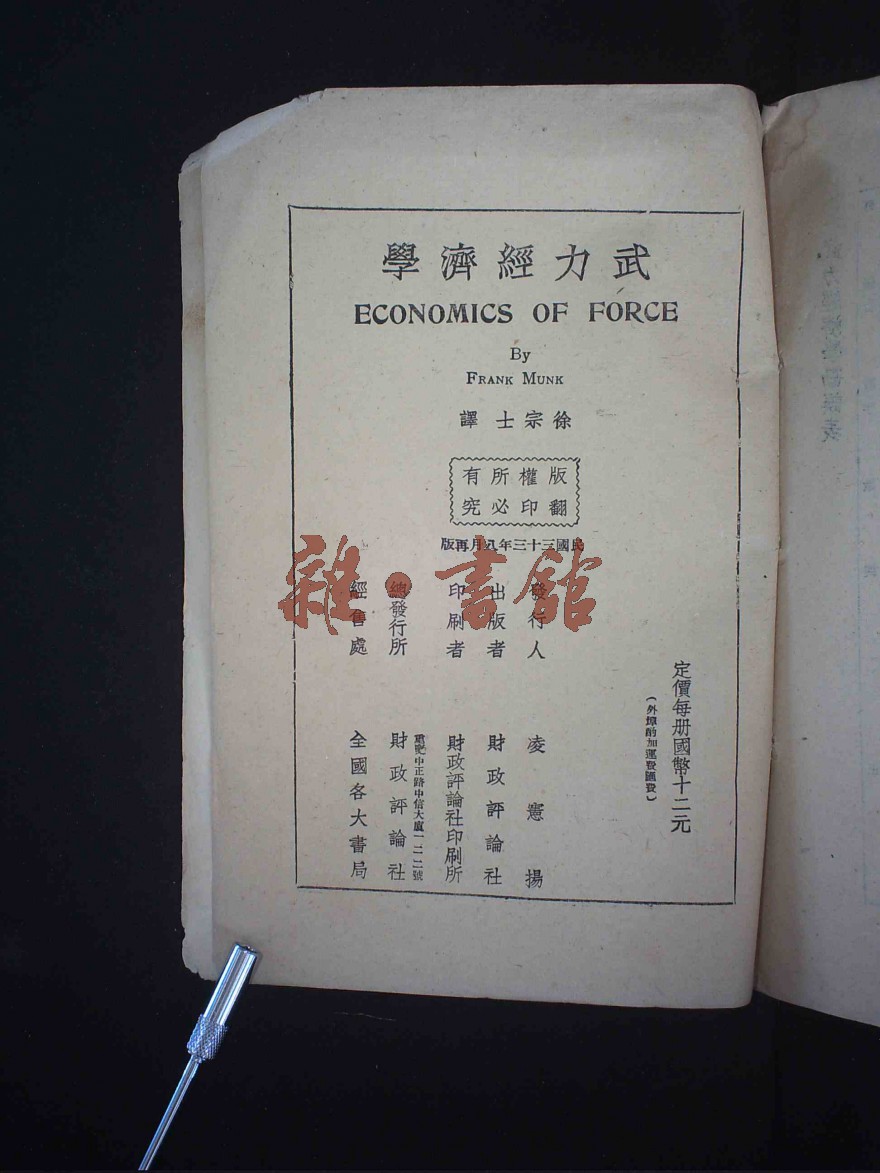 武力經濟學
ECONOMICS OF FORCE
By
FRANK MUNK
徐宗士譯
版權所有
翻印必究
民國三十三年八月再版
定價每册國幣十二元
（外埠酌加運費匯費）
發行人 凌憲揚
出版者 財政評論社
印刷者 財政評論社印刷所
重慶中正路中信大廈一二二號
總發行所 財政評論社
經售處 全國各大書局
雜·書館